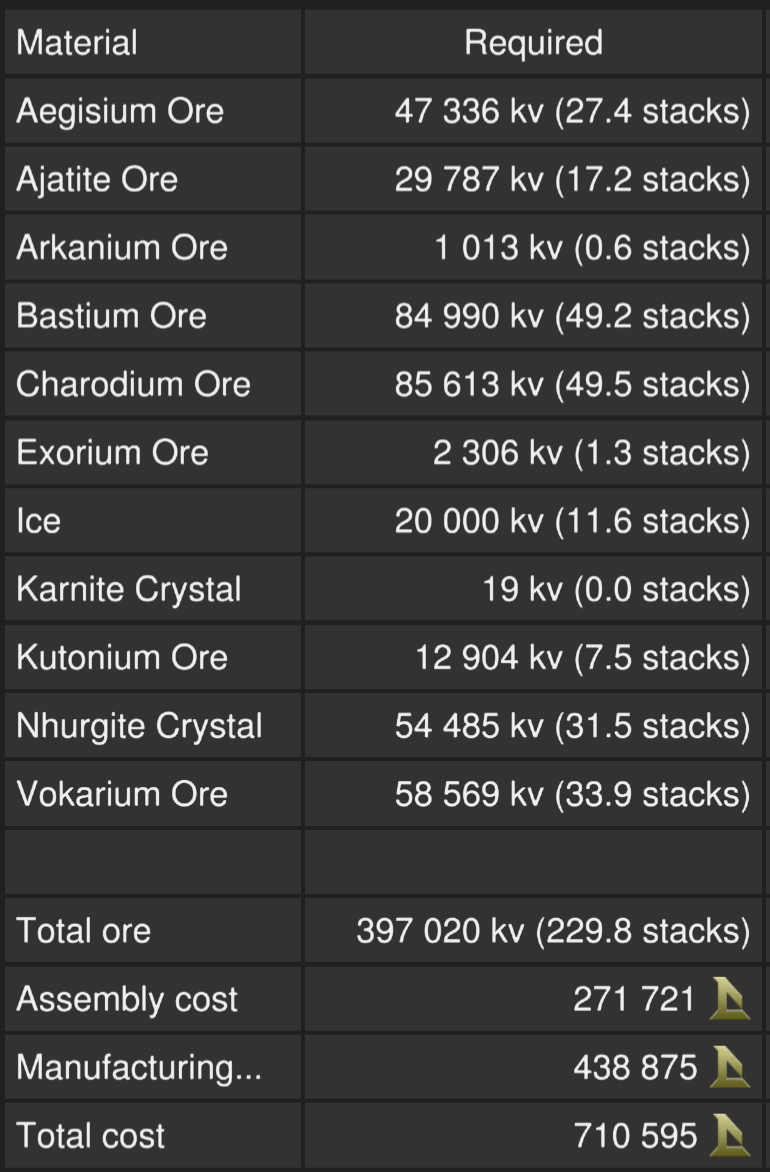 Material Required
Aegisium Ore 47 336 kv (27.4 stacks)
Ajatite Ore 29 787 kv (17.2 stacks)
Arkanium Ore 1 013 kv (0.6 stacks)
Bastium Ore 84 990 kv (49.2 stacks)
Charodium Ore 85 613 kv (49.5 stacks)
Exorium Ore 2 306 kv (1.3 stacks)
Ice 20 000 kv (11.6 stacks)
Karnite Crystal 19 kv (0.0 stacks)
Kutonium Ore 12 904 kv (7.5 stacks)
Nhurgite Crystal 54 485 kv (31.5 stacks)
Vokarium Ore 58 569 kv (33.9 stacks)
Total ore 397 020 kv (229.8 stacks)
Assembly cost 271 721
Manufacturing... 438 875
Total cost 710 595